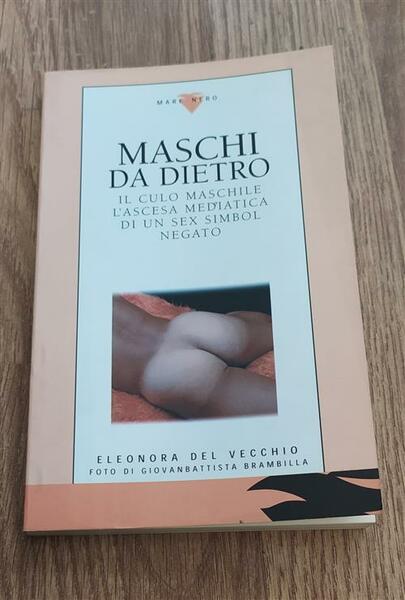 MARE NERO
MASCHI
DA DIETRO
IL CULO MASCHILE
L'ASCESA MEDIATICA
DI UN SEX SIMBOL
NEGATO
ELEONORA DEL VECCHIO
FOTO DI GIOVANBATTISTA BRAMBILLA